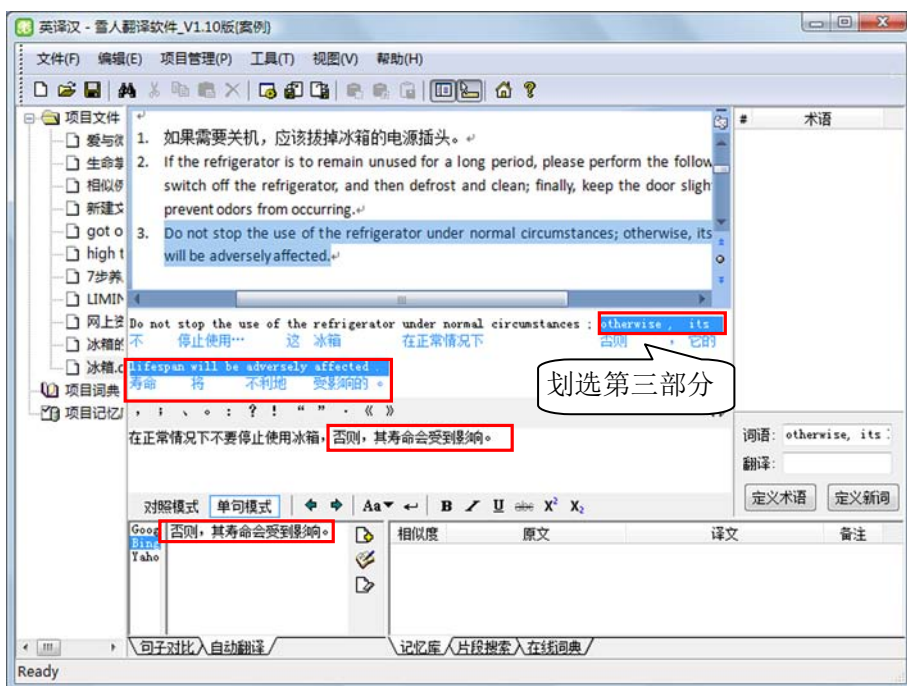 英译汉 - 雪人翻译软件_V1.10版(案例)
文件(F) 编辑(E) 项目管理(P) 工具(T) 视图(V) 帮助(H)
项目文件
爱与彼
生命掌
相似例
新建文
got o
high t
7步养
LIMIN
网上资
冰箱的
冰箱.c
项目词典
项目记忆库
1. 如果需要关机，应该拔掉冰箱的电源插头。
2. If the refrigerator is to remain unused for a long period, please perform the follow
switch off the refrigerator, and then defrost and clean; finally, keep the door sligh
prevent odors from occurring.
3. Do not stop the use of the refrigerator under normal circumstances; otherwise, its
will be adversely affected.
Do not stop the use of the refrigerator under normal circumstances ; otherwise , its
不 停止使用… 这 冰箱 在正常情况下 否则 ， 它的
lifespan will be adversely affected .
寿命 将 不利地 受影响的 。
划选第三部分
， ； 、 。 ： ？ ！ “ ” · 《 》
在正常情况下不要停止使用冰箱，否则，其寿命会受到影响。
对照模式 单句模式 Aa B I U abc X² X₂
Goog
Bing
Yaho
否则，其寿命会受到影响。
句子对比 自动翻译
# 术语
词语: otherwise, its
翻译:
定义术语 定义新词
相似度 原文 译文 备注
记忆库 片段搜索 在线词典
Ready